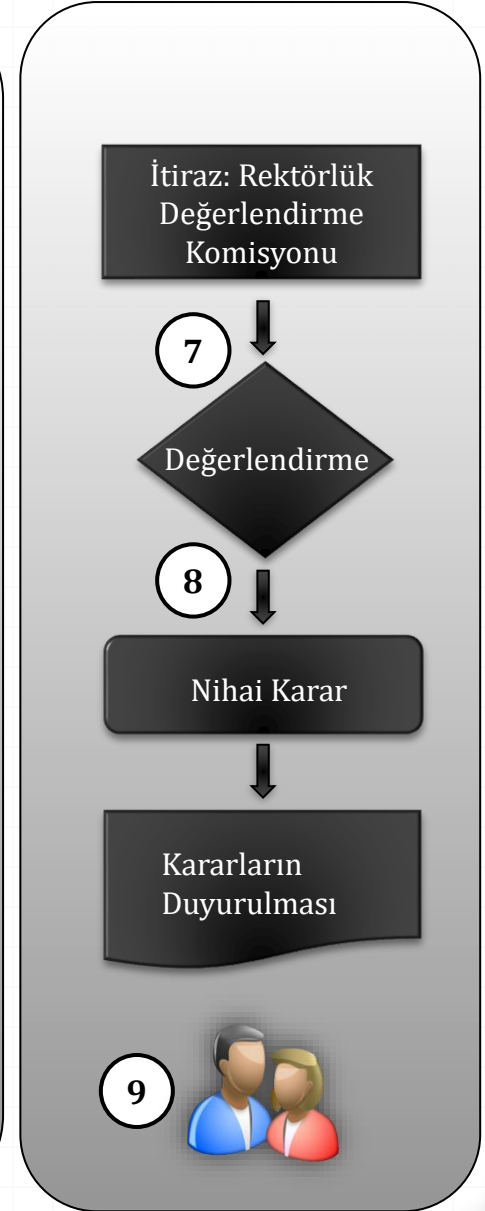 İtiraz: Rektörlük
Değerlendirme
Komisyonu
7
Değerlendirme
8
Nihai Karar
Kararların
Duyurulması
9